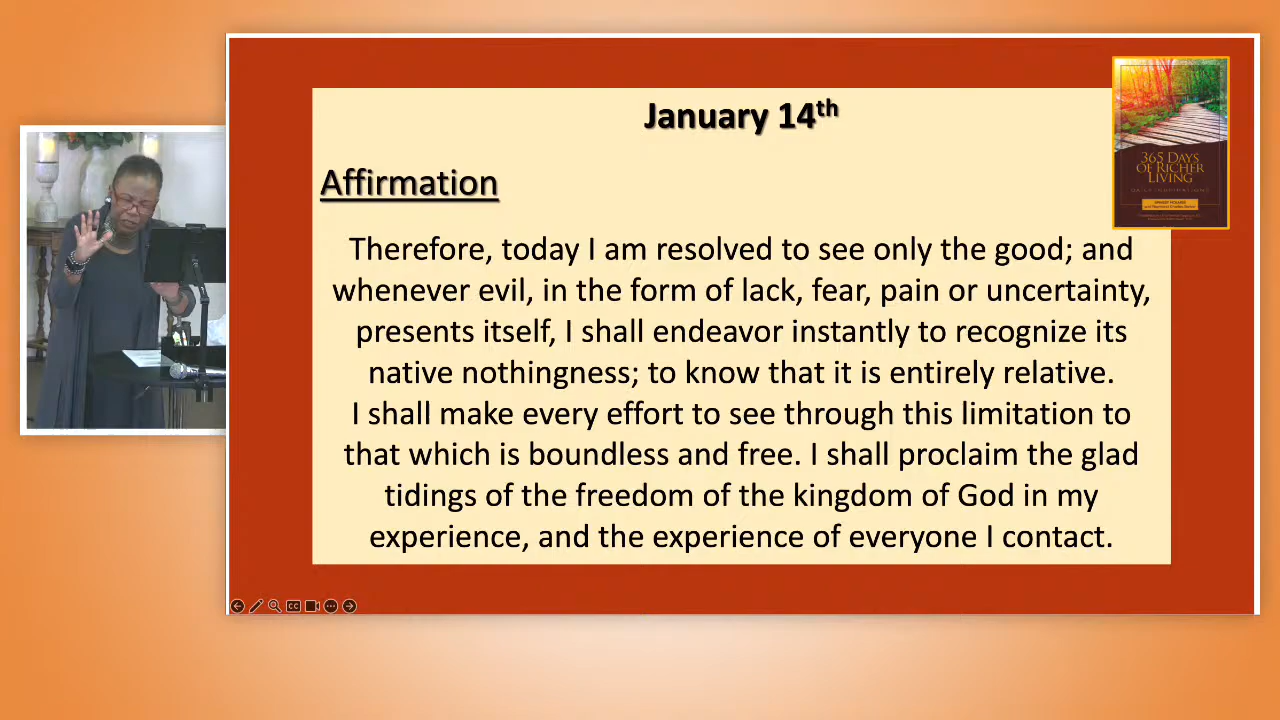 January 14th
Affirmation
Therefore, today I am resolved to see only the good; and
whenever evil, in the form of lack, fear, pain or uncertainty,
presents itself, I shall endeavor instantly to recognize its
native nothingness; to know that it is entirely relative.
I shall make every effort to see through this limitation to
that which is boundless and free. I shall proclaim the glad
tidings of the freedom of the kingdom of God in my
experience, and the experience of everyone I contact.
365 DAYS
OF RICHER
LIVING
DAILY INSPIRATIONS
CC